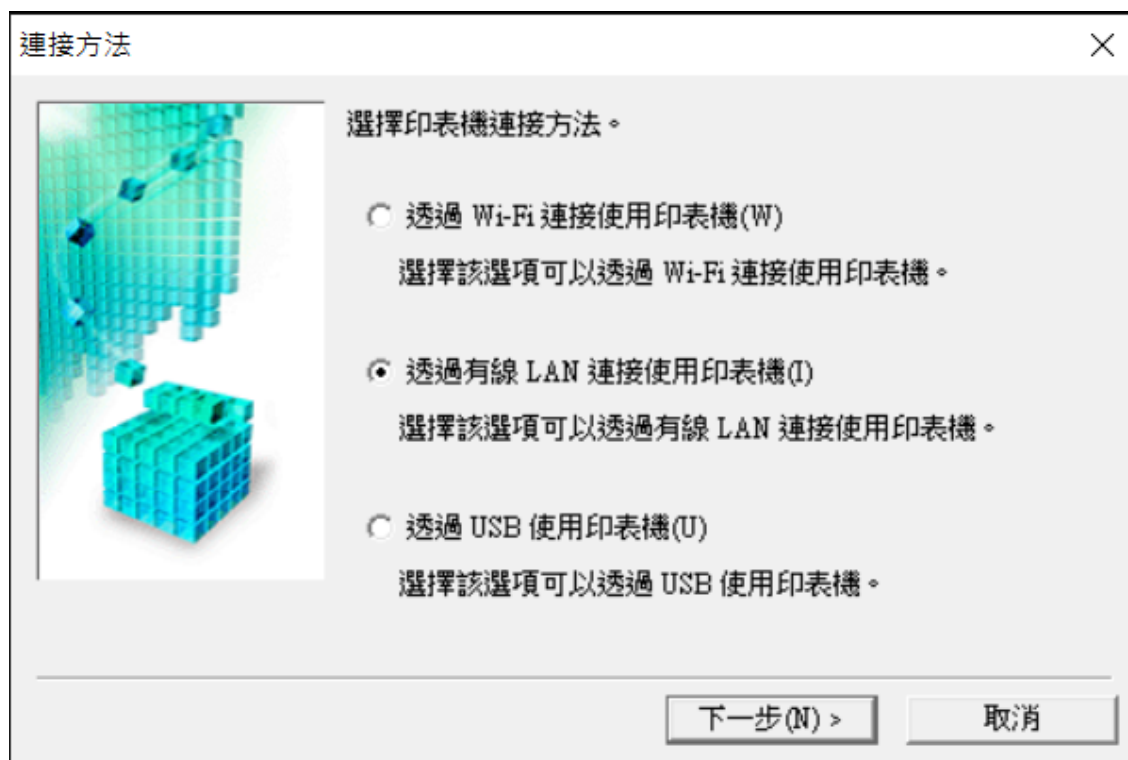 連接方法
選擇印表機連接方法。
透過 Wi-Fi 連接使用印表機(W)
選擇該選項可以透過 Wi-Fi 連接使用印表機。
透過有線 LAN 連接使用印表機(I)
選擇該選項可以透過有線 LAN 連接使用印表機。
透過 USB 使用印表機(U)
選擇該選項可以透過 USB 使用印表機。
下一步(N) >
取消